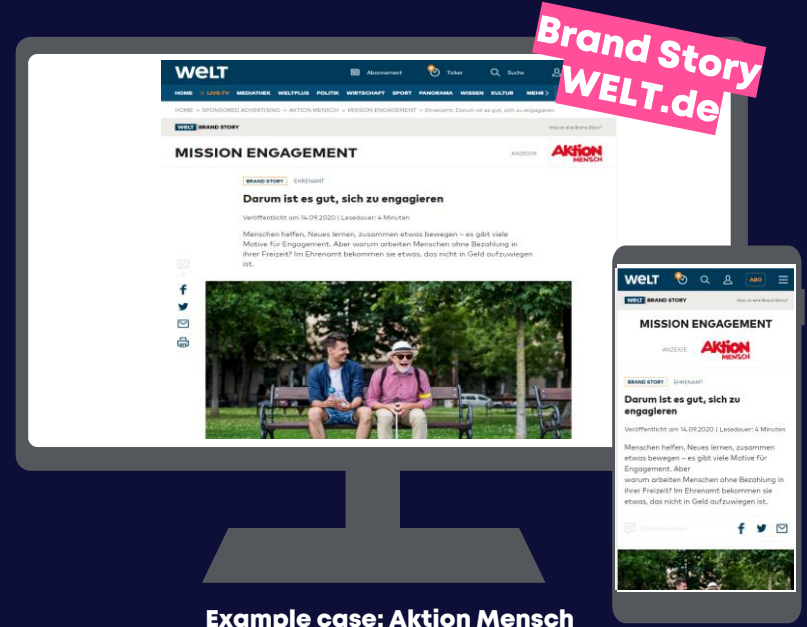 Brand Story
WELT.de
WELT
Abonnement
Ticker
Suche
HOME LIVE-TV MEDIATHEK WELTPLUS POLITIK WIRTSCHAFT SPORT PANORAMA WISSEN KULTUR MEHR
HOME > SPONSORED ADVERTISING > AKTION MENSCH > MISSION ENGAGEMENT > Ehrenamt: Darum ist es gut, sich zu engagieren
WELT BRAND STORY
Was ist eine Brand Story?
MISSION ENGAGEMENT
ANZEIGE
AKTION
MENSCH
BRAND STORY EHRENAMT
Darum ist es gut, sich zu engagieren
Veröffentlicht am 14.09.2020 | Lesedauer: 4 Minuten
Menschen helfen, Neues lernen, zusammen etwas bewegen – es gibt viele
Motive für Engagement. Aber warum arbeiten Menschen ohne Bezahlung in
ihrer Freizeit? Im Ehrenamt bekommen sie etwas, das nicht in Geld aufzuwiegen
ist.
WELT
ABO
WELT BRAND STORY
Was ist eine Brand Story?
MISSION ENGAGEMENT
ANZEIGE
AKTION
MENSCH
BRAND STORY EHRENAMT
Darum ist es gut, sich zu
engagieren
Veröffentlicht am 14.09.2020 | Lesedauer: 4 Minuten
Menschen helfen, Neues lernen, zusammen
etwas bewegen – es gibt viele Motive für
Engagement. Aber
warum arbeiten Menschen ohne Bezahlung in
ihrer Freizeit? Im Ehrenamt bekommen sie
etwas, das nicht in Geld aufzuwiegen ist.
Example case: Aktion Mensch